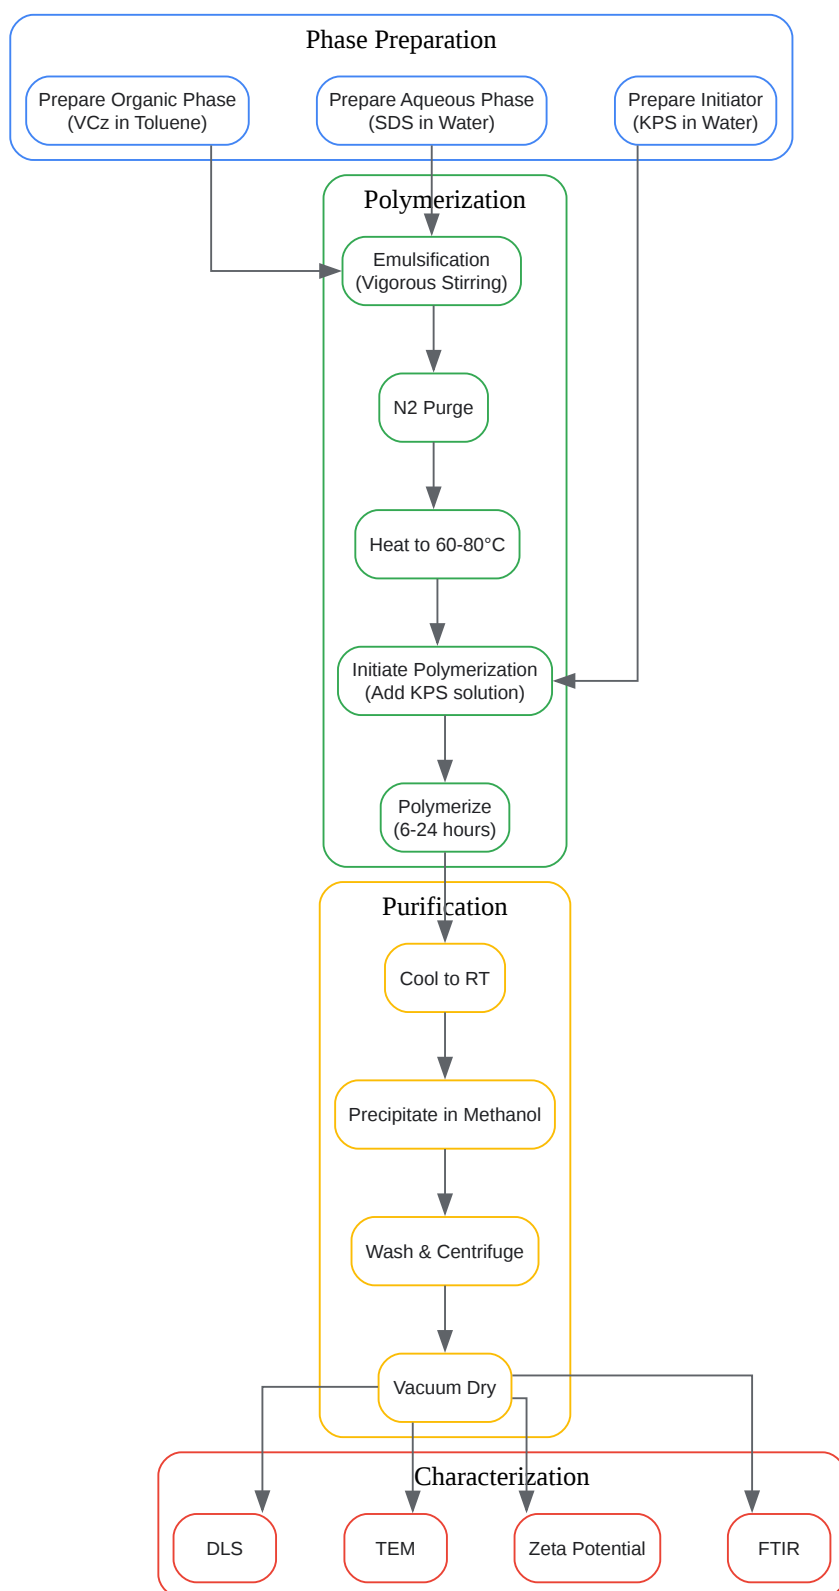 Phase Preparation
Prepare Organic Phase
(VCz in Toluene)
Prepare Aqueous Phase
(SDS in Water)
Prepare Initiator
(KPS in Water)
Polymerization
Emulsification
(Vigorous Stirring)
N2 Purge
Heat to 60-80°C
Initiate Polymerization
(Add KPS solution)
Polymerize
(6-24 hours)
Purification
Cool to RT
Precipitate in Methanol
Wash & Centrifuge
Vacuum Dry
Characterization
DLS
TEM
Zeta Potential
FTIR